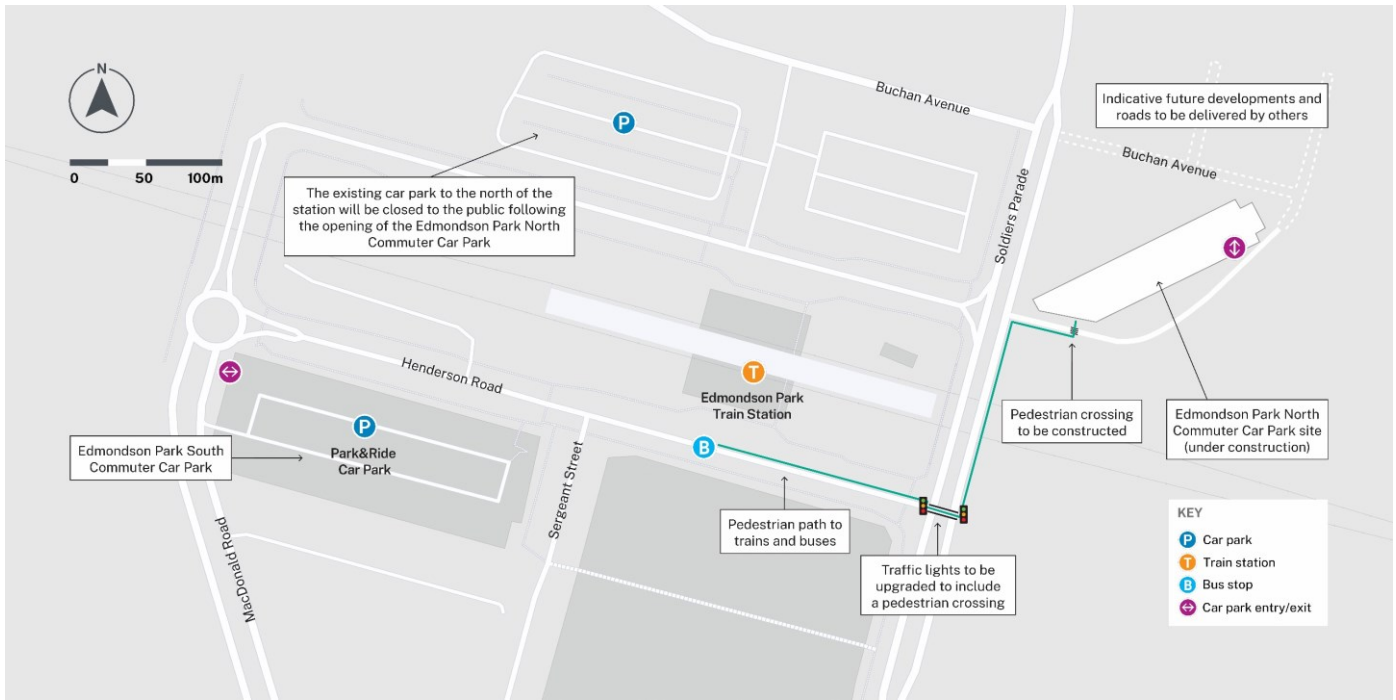 N
0 50 100m
Buchan Avenue
Indicative future developments and
roads to be delivered by others
Buchan Avenue
P
The existing car park to the north of the
station will be closed to the public following
the opening of the Edmondson Park North
Commuter Car Park
Soldiers Parade
Henderson Road
T
Edmondson Park
Train Station
Pedestrian crossing
to be constructed
Edmondson Park North
Commuter Car Park site
(under construction)
Edmondson Park South
Commuter Car Park
P
Park&Ride
Car Park
B
Sergeant Street
Pedestrian path to
trains and buses
Traffic lights to be
upgraded to include
a pedestrian crossing
MacDonald Road
KEY
P Car park
T Train station
B Bus stop
Car park entry/exit